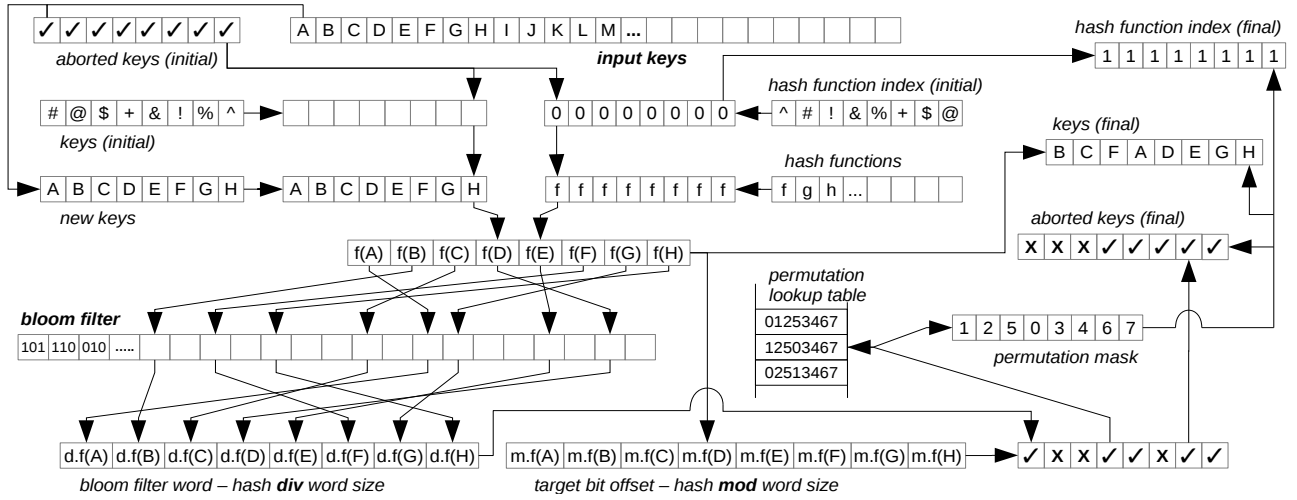 ✓ ✓ ✓ ✓ ✓ ✓ ✓ ✓
A B C D E F G H I J K L M ...
hash function index (final)
aborted keys (initial)
input keys
1 1 1 1 1 1 1 1
hash function index (initial)
# @ $ + & ! % ^
0 0 0 0 0 0 0 0
^ # ! & % + $ @
keys (initial)
keys (final)
B C F A D E G H
hash functions
A B C D E F G H
A B C D E F G H
f f f f f f f f
f g h ...
new keys
aborted keys (final)
x x x ✓ ✓ ✓ ✓ ✓
f(A) f(B) f(C) f(D) f(E) f(F) f(G) f(H)
permutation
lookup table
bloom filter
01253467
1 2 5 0 3 4 6 7
101 110 010 .....
12503467
permutation mask
02513467
d.f(A) d.f(B) d.f(C) d.f(D) d.f(E) d.f(F) d.f(G) d.f(H)
m.f(A) m.f(B) m.f(C) m.f(D) m.f(E) m.f(F) m.f(G) m.f(H)
✓ x x ✓ ✓ x ✓ ✓
bloom filter word – hash div word size
target bit offset – hash mod word size